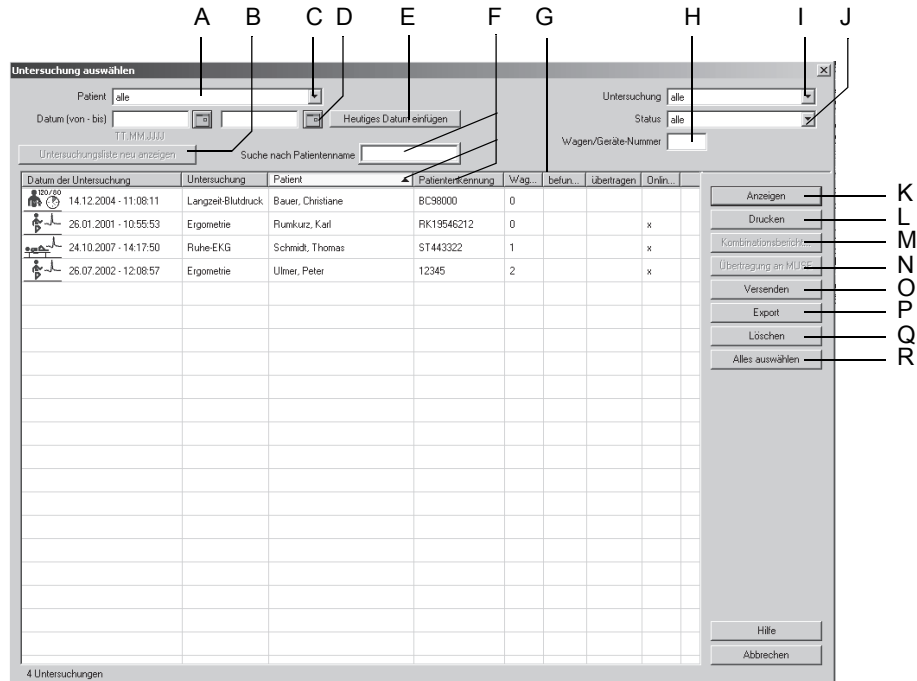 A B C D E F G H I J
Untersuchung auswählen
Patient alle Untersuchung alle
Datum (von - bis) Heutiges Datum einfügen Status alle
TT.MM.JJJJ
Untersuchungsliste neu anzeigen Suche nach Patientenname Wagen/Geräte-Nummer
Datum der Untersuchung Untersuchung Patient Patientenkennung Wag... befun... übertragen Onlin...
120/80 14.12.2004 - 11:08:11 Langzeit-Blutdruck Bauer, Christiane BC98000 0
26.01.2001 - 10:55:53 Ergometrie Rumkurz, Karl RK19546212 0 x
24.10.2007 - 14:17:50 Ruhe-EKG Schmidt, Thomas ST443322 1
26.07.2002 - 12:08:57 Ergometrie Ulmer, Peter 12345 2 x
Anzeigen K
Drucken L
Kombinationsbericht... M
Übertragung an MUSE N
Versenden O
Export P
Löschen Q
Alles auswählen R
Hilfe
Abbrechen
4 Untersuchungen